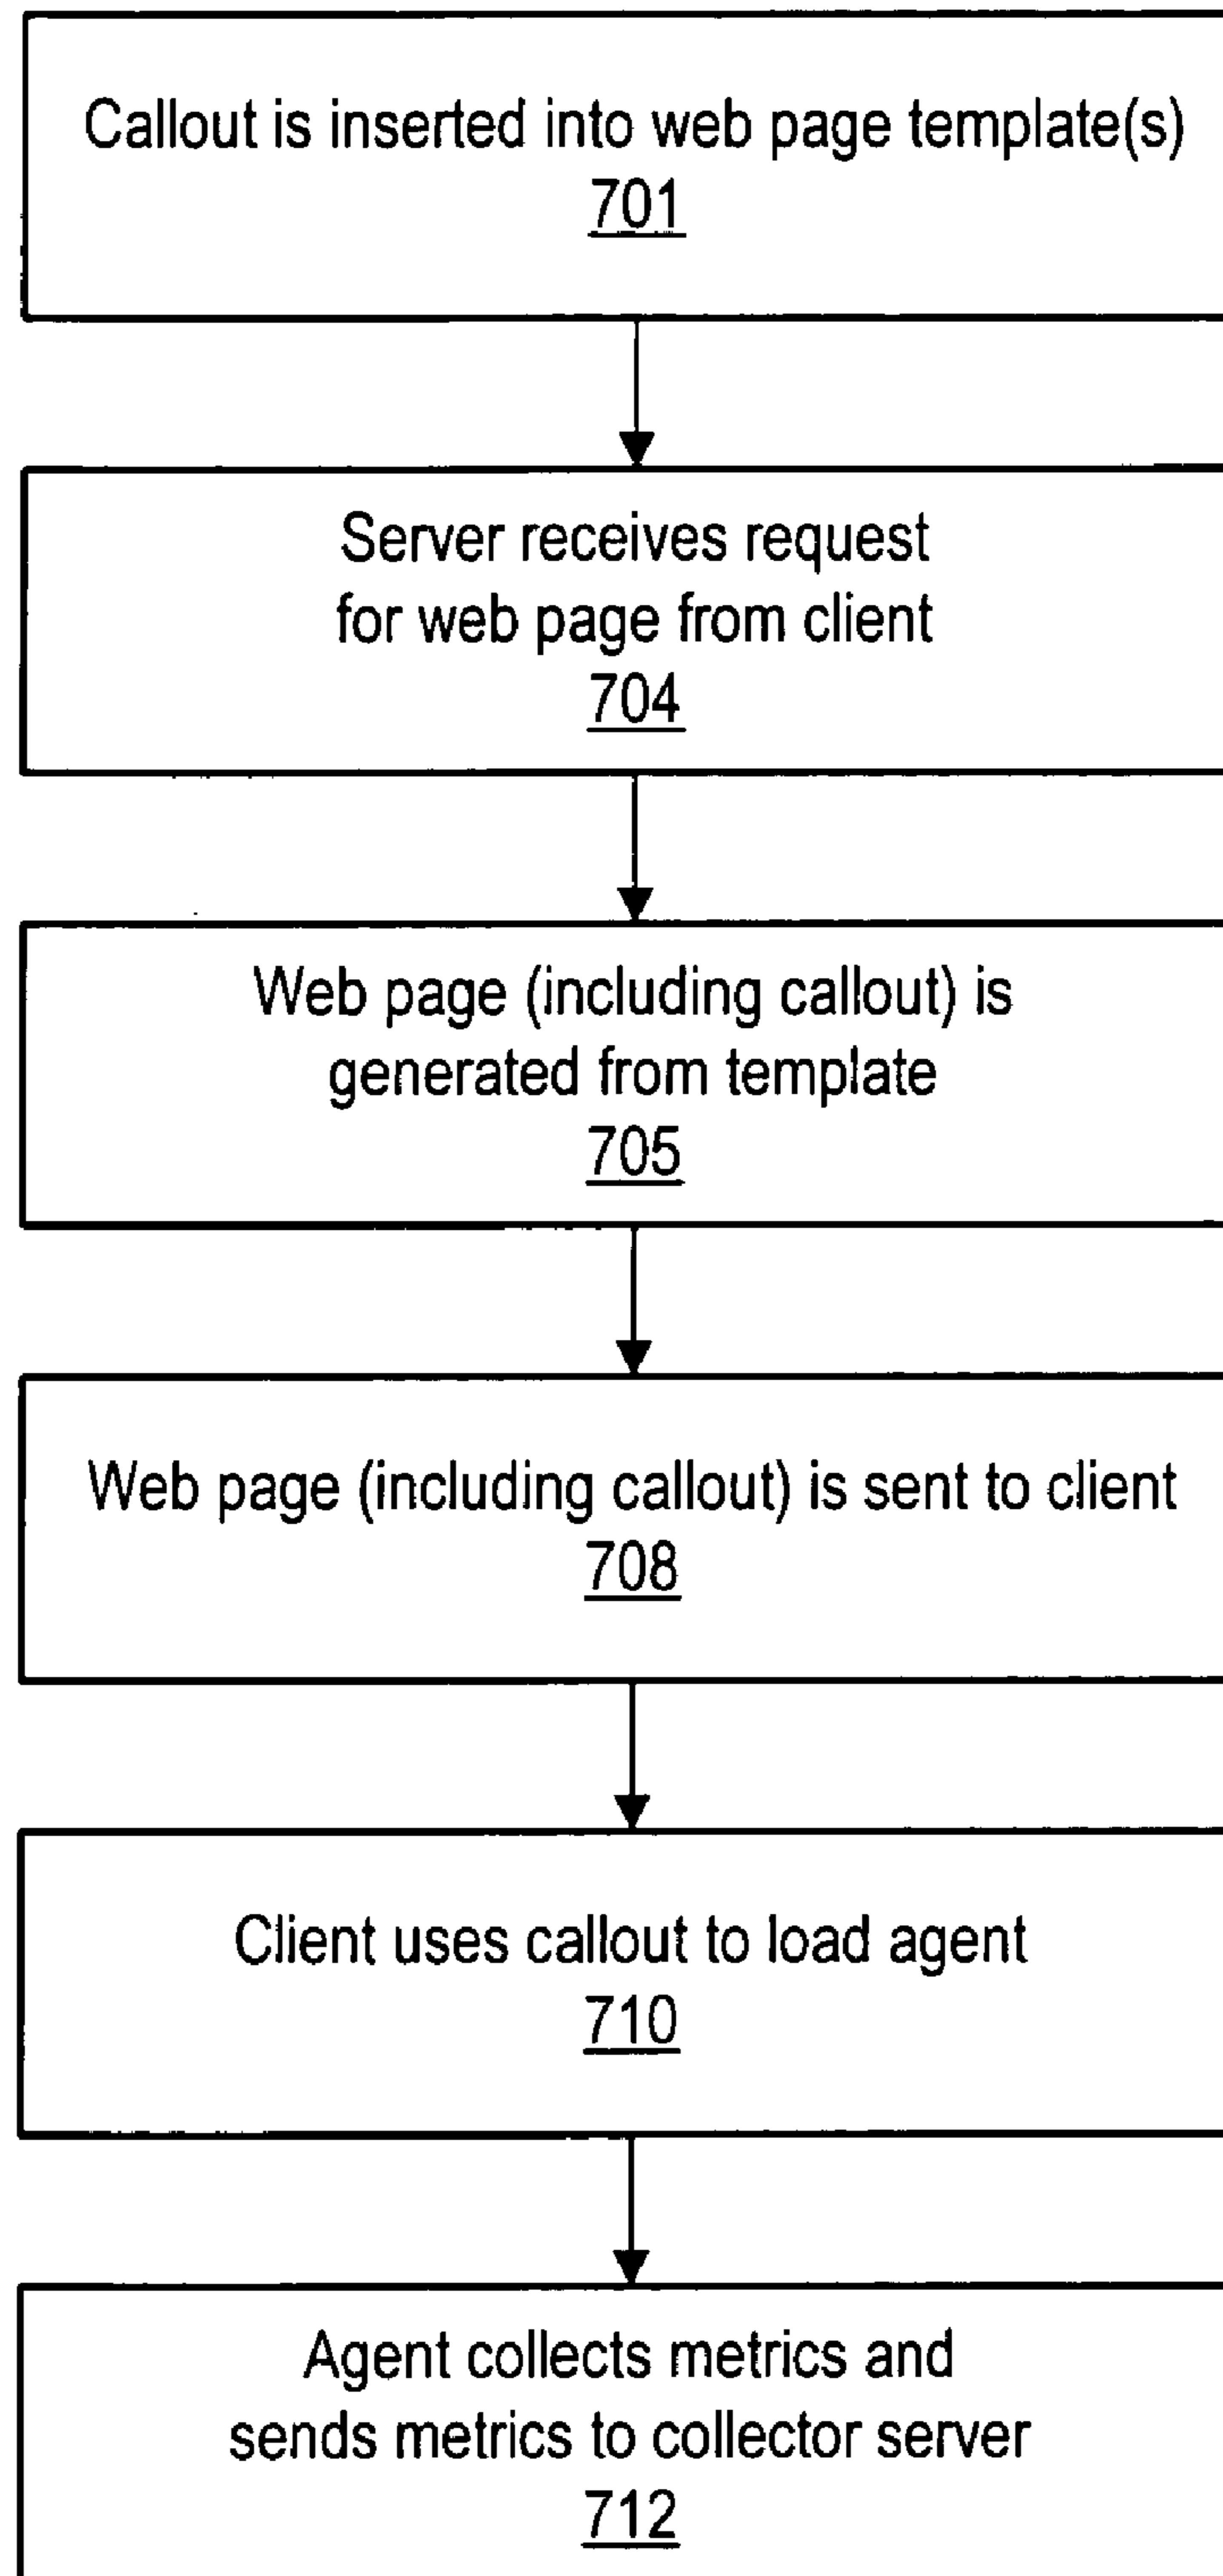 Callout is inserted into web page template(s)
701
Server receives request
for web page from client
704
Web page (including callout) is
generated from template
705
Web page (including callout) is sent to client
708
Client uses callout to load agent
710
Agent collects metrics and
sends metrics to collector server
712